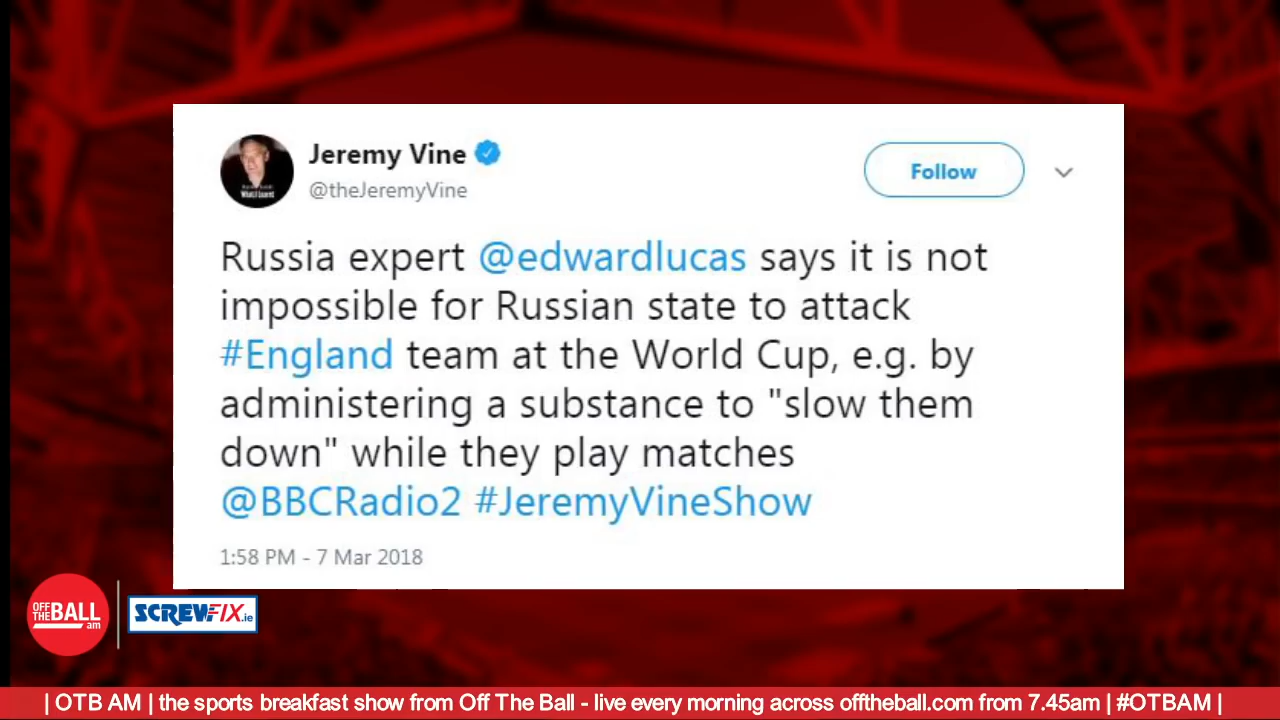 Jeremy Vine
@theJeremyVine
Follow
Russia expert @edwardlucas says it is not
impossible for Russian state to attack
#England team at the World Cup, e.g. by
administering a substance to "slow them
down" while they play matches
@BBCRadio2 #JeremyVineShow
1:58 PM - 7 Mar 2018
OFF
THE BALL
am
SCREWFIX.ie
| OTB AM | the sports breakfast show from Off The Ball - live every morning across offtheball.com from 7.45am | #OTBAM |